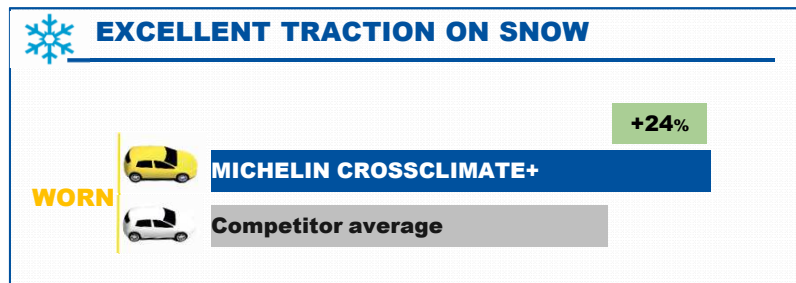 EXCELLENT TRACTION ON SNOW
+24%
MICHELIN CROSSCLIMATE+
WORN
Competitor average